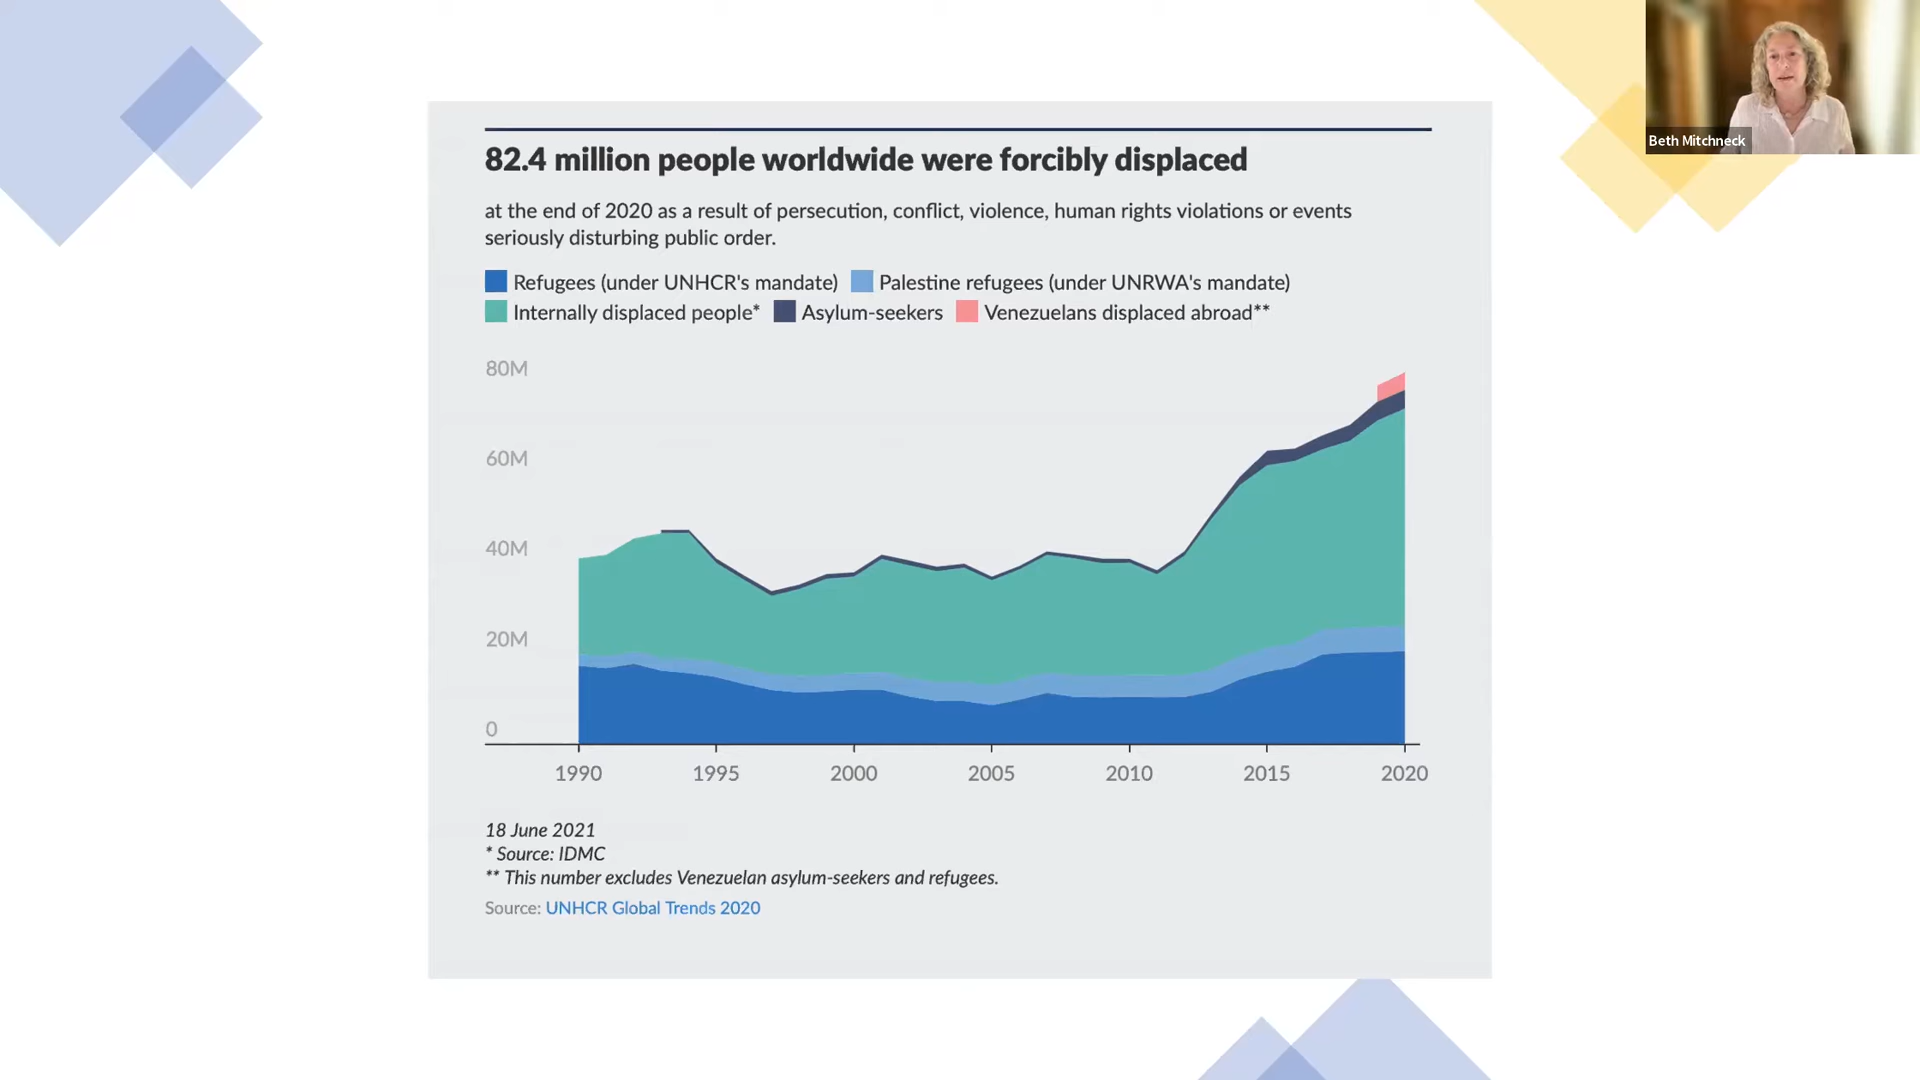 Beth Mitchneck
82.4 million people worldwide were forcibly displaced
at the end of 2020 as a result of persecution, conflict, violence, human rights violations or events
seriously disturbing public order.
Refugees (under UNHCR's mandate) Palestine refugees (under UNRWA's mandate)
Internally displaced people* Asylum-seekers Venezuelans displaced abroad**
80M
60M
40M
20M
0
1990 1995 2000 2005 2010 2015 2020
18 June 2021
* Source: IDMC
** This number excludes Venezuelan asylum-seekers and refugees.
Source: UNHCR Global Trends 2020